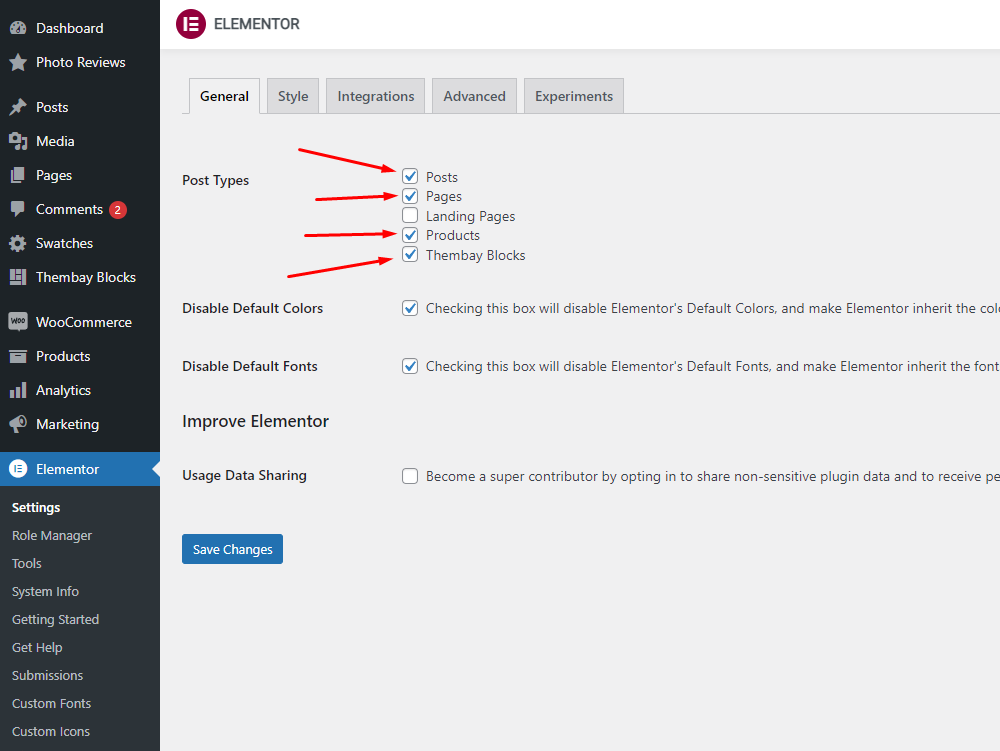 Dashboard
Photo Reviews
Posts
Media
Pages
Comments 2
Swatches
Thembay Blocks
WOO WooCommerce
Products
Analytics
Marketing
Elementor
Settings
Role Manager
Tools
System Info
Getting Started
Get Help
Submissions
Custom Fonts
Custom Icons
ELEMENTOR
General Style Integrations Advanced Experiments
Post Types
Posts
Pages
Landing Pages
Products
Thembay Blocks
Disable Default Colors Checking this box will disable Elementor's Default Colors, and make Elementor inherit the colo
Disable Default Fonts Checking this box will disable Elementor's Default Fonts, and make Elementor inherit the font
Improve Elementor
Usage Data Sharing Become a super contributor by opting in to share non-sensitive plugin data and to receive pe
Save Changes